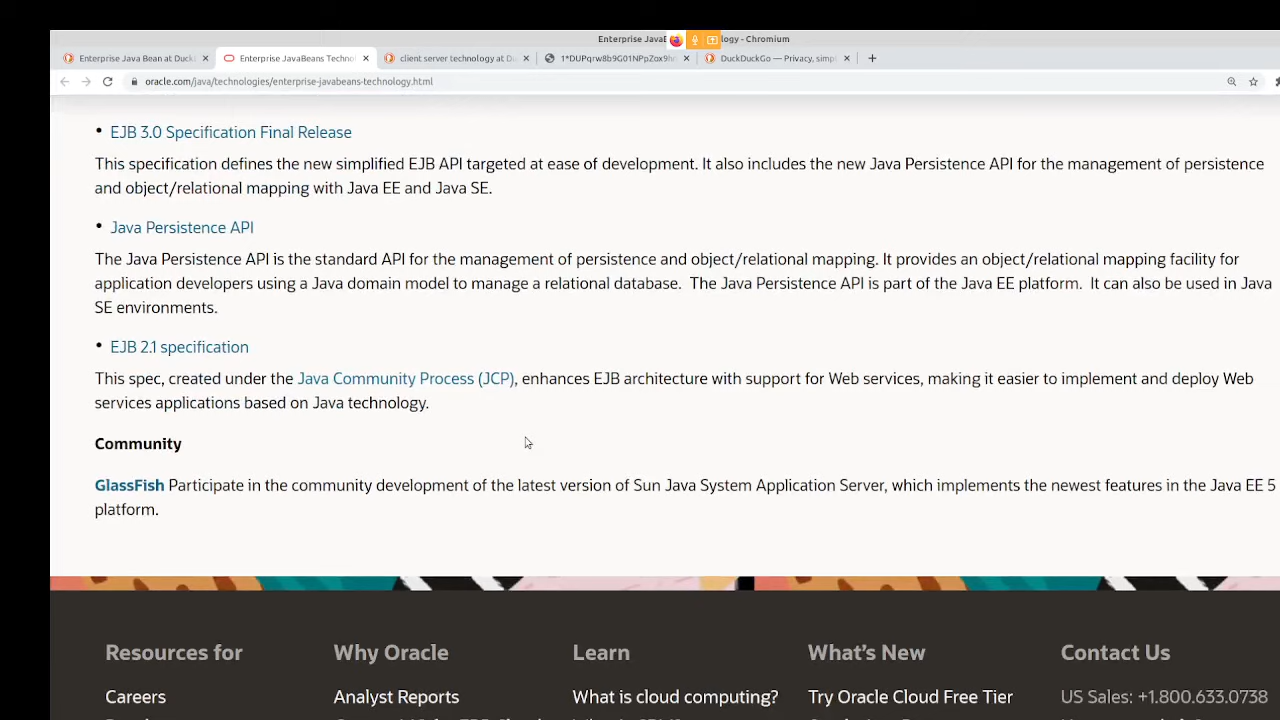 Enterprise JavaB
logy - Chromium
Enterprise Java Bean at Duck
Enterprise JavaBeans Techno
client server technology at D
1*DUPqrw8b9G01NPpZox9h
DuckDuckGo — Privacy, simp
oracle.com/java/technologies/enterprise-javabeans-technology.html
• EJB 3.0 Specification Final Release
This specification defines the new simplified EJB API targeted at ease of development. It also includes the new Java Persistence API for the management of persistence
and object/relational mapping with Java EE and Java SE.
• Java Persistence API
The Java Persistence API is the standard API for the management of persistence and object/relational mapping. It provides an object/relational mapping facility for
application developers using a Java domain model to manage a relational database.  The Java Persistence API is part of the Java EE platform.  It can also be used in Java
SE environments.
• EJB 2.1 specification
This spec, created under the Java Community Process (JCP), enhances EJB architecture with support for Web services, making it easier to implement and deploy Web
services applications based on Java technology.
Community
GlassFish Participate in the community development of the latest version of Sun Java System Application Server, which implements the newest features in the Java EE 5
platform.
Resources for
Why Oracle
Learn
What's New
Contact Us
Careers
Analyst Reports
What is cloud computing?
Try Oracle Cloud Free Tier
US Sales: +1.800.633.0738